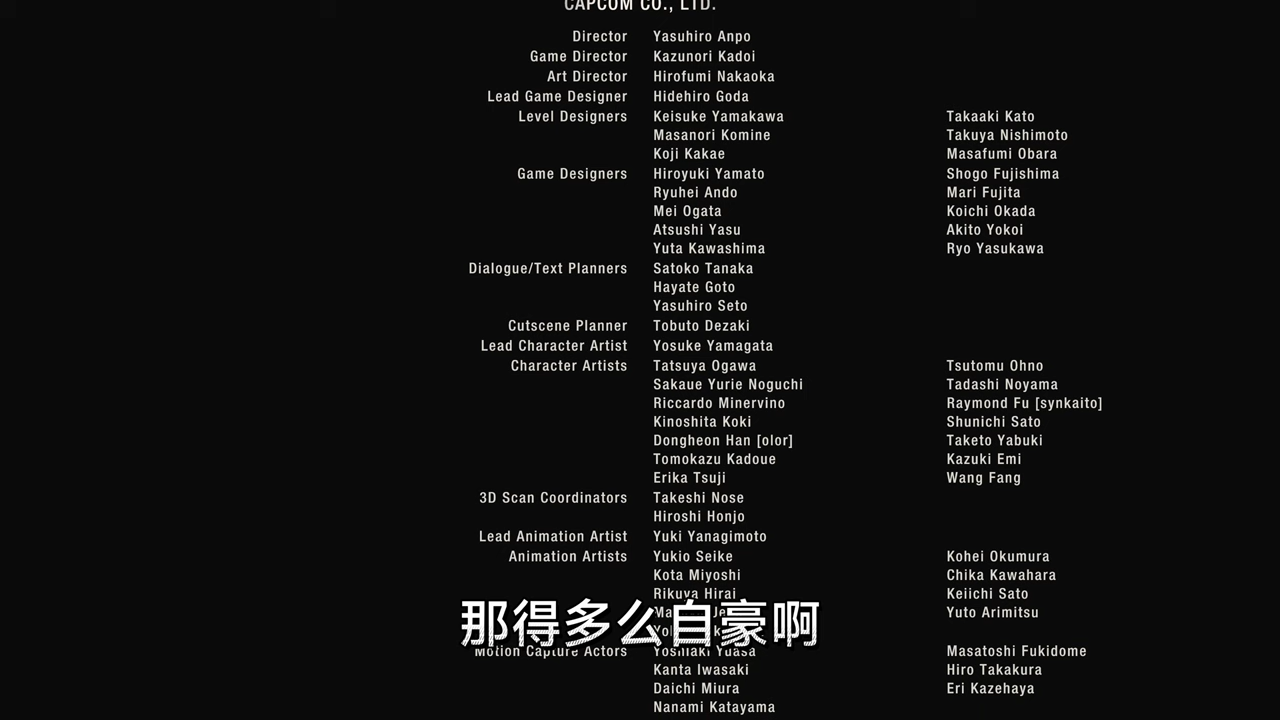 CAPCOM CO., LTD.
Director Yasuhiro Anpo
Game Director Kazunori Kadoi
Art Director Hirofumi Nakaoka
Lead Game Designer Hidehiro Goda
Level Designers Keisuke Yamakawa Takaaki Kato
Masanori Komine Takuya Nishimoto
Koji Kakae Masafumi Obara
Game Designers Hiroyuki Yamato Shogo Fujishima
Ryuhei Ando Mari Fujita
Mei Ogata Koichi Okada
Atsushi Yasu Akito Yokoi
Yuta Kawashima Ryo Yasukawa
Dialogue/Text Planners Satoko Tanaka
Hayate Goto
Yasuhiro Seto
Cutscene Planner Tobuto Dezaki
Lead Character Artist Yosuke Yamagata
Character Artists Tatsuya Ogawa Tsutomu Ohno
Sakaue Yurie Noguchi Tadashi Noyama
Riccardo Minervino Raymond Fu [synkaito]
Kinoshita Koki Shunichi Sato
Dongheon Han [olor] Taketo Yabuki
Tomokazu Kadoue Kazuki Emi
Erika Tsuji Wang Fang
3D Scan Coordinators Takeshi Nose
Hiroshi Honjo
Lead Animation Artist Yuki Yanagimoto
Animation Artists Yukio Seike Kohei Okumura
Kota Miyoshi Chika Kawahara
Rikuya Hirai Keiichi Sato
Yuto Arimitsu
那得多么自豪啊
Motion Capture Actors Yoshiaki Yuasa Masatoshi Fukidome
Kanta Iwasaki Hiro Takakura
Daichi Miura Eri Kazehaya
Nanami Katayama